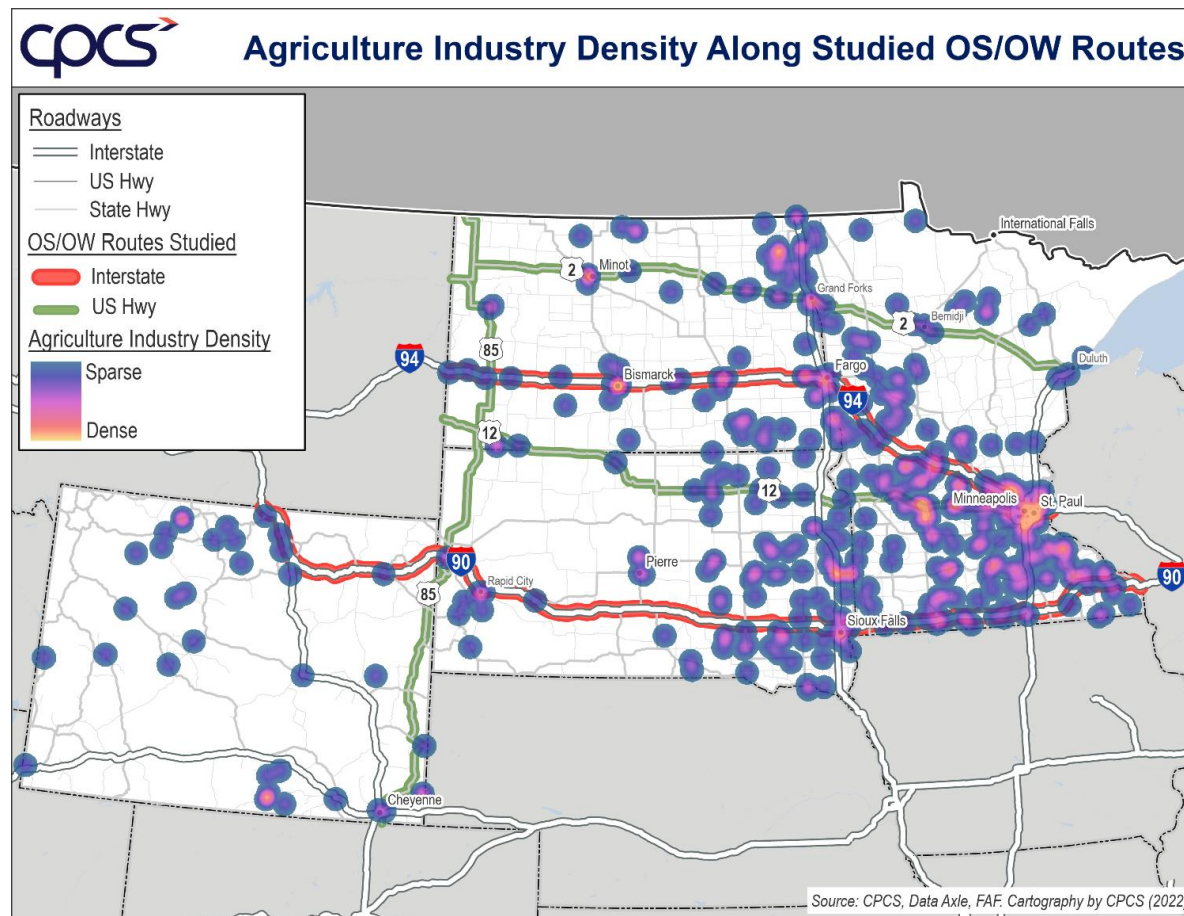 cpcs
Agriculture Industry Density Along Studied OS/OW Routes
Roadways
Interstate
US Hwy
State Hwy
OS/OW Routes Studied
Interstate
US Hwy
Agriculture Industry Density
Sparse
Dense
International Falls
2
Minot
Grand Forks
2
Bemidji
85
94
Duluth
Bismarck
Fargo
94
12
12
Minneapolis
St. Paul
90
Pierre
90
85
Rapid City
Sioux Falls
Cheyenne
Source: CPCS, Data Axle, FAF. Cartography by CPCS (2022)